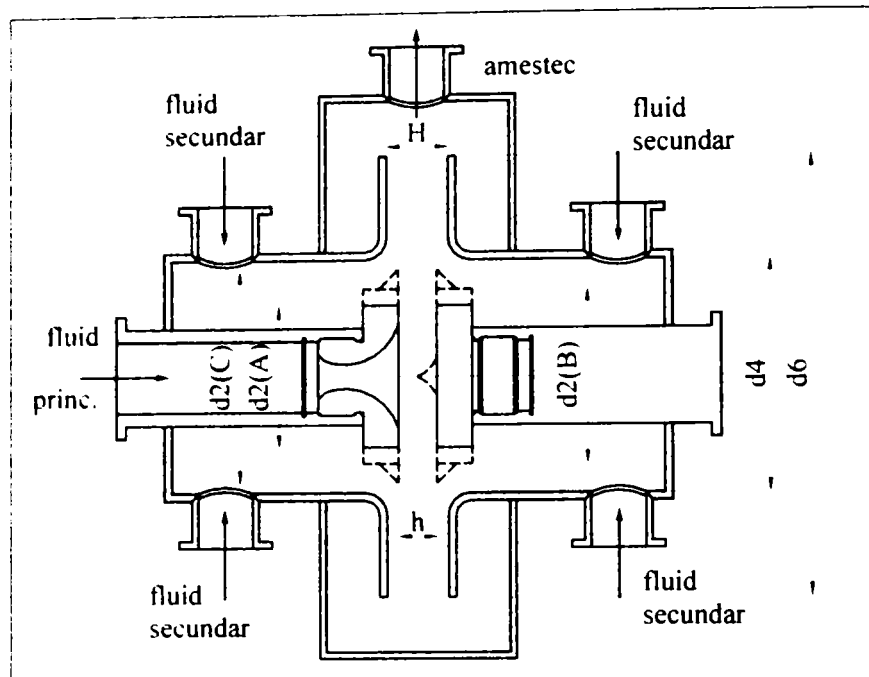 amestec
fluid
secundar
fluid
secundar
H
fluid
princ.
d2(C)
d2(A)
d2(B)
d4
d6
h
fluid
secundar
fluid
secundar